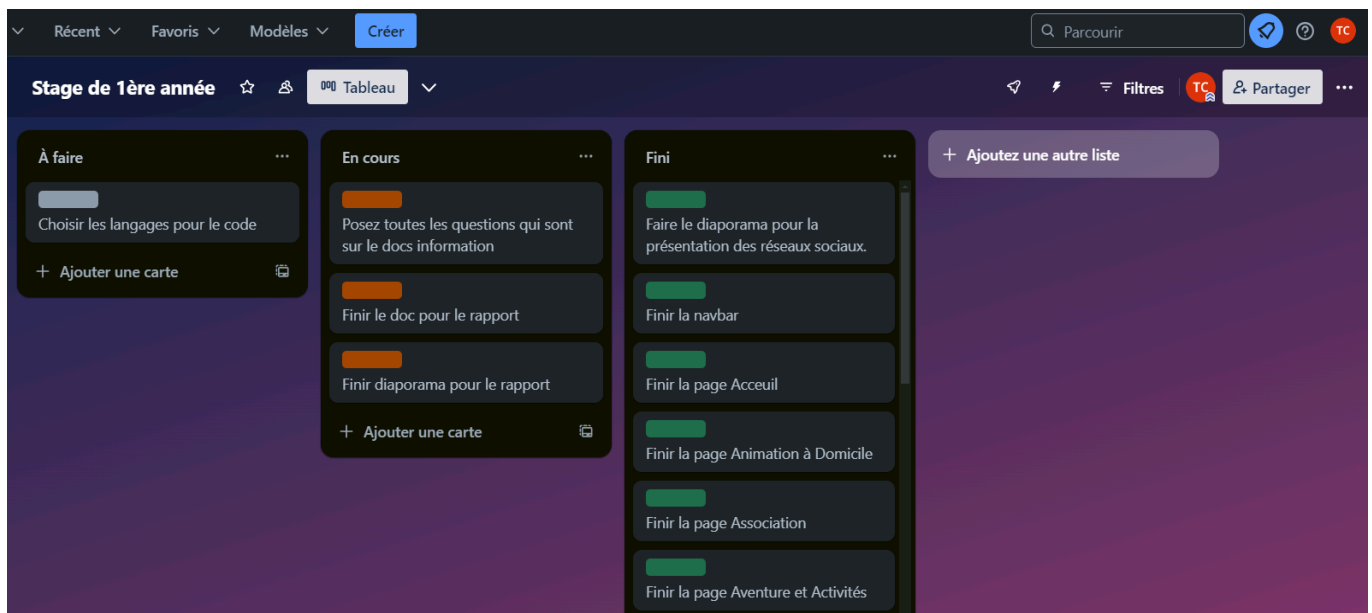 Récent
Favoris
Modèles
Créer
Parcourir
TC
Stage de 1ère année
Tableau
Filtres
TC
Partager
À faire
Choisir les langages pour le code
Ajouter une carte
En cours
Posez toutes les questions qui sont
sur le docs information
Finir le doc pour le rapport
Finir diaporama pour le rapport
Ajouter une carte
Fini
Faire le diaporama pour la
présentation des réseaux sociaux.
Finir la navbar
Finir la page Acceuil
Finir la page Animation à Domicile
Finir la page Association
Finir la page Aventure et Activités
Ajoutez une autre liste